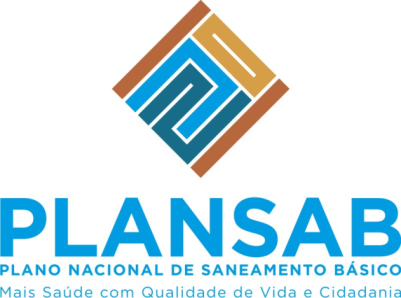 PLANSAB
PLANO NACIONAL DE SANEAMENTO BÁSICO
Mais Saúde com Qualidade de Vida e Cidadania